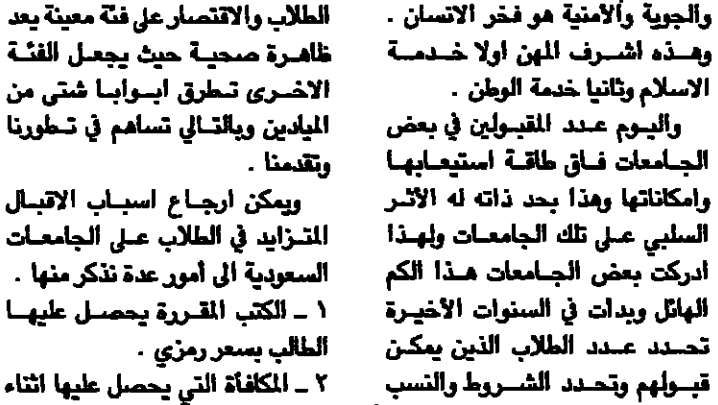 والجوية والأمنية هو فخر الانسان .
وهذه اشرف المهن اولا خدمة
الاسلام وثانيا خدمة الوطن .
واليوم عدد المقبولين في بعض
الجامعات فاق طاقة استيعابها
وامكاناتها وهذا بحد ذاته له الأثر
السلبي على تلك الجامعات ولهذا
ادركت بعض الجامعات هذا الكم
الهائل وبدأت في السنوات الأخيرة
تحدد عدد الطلاب الذين يمكن
قبولهم وتحدد الشروط والنسب
الطلاب والاقتصار على فئة معينة يعد
ظاهرة صحية حيث يجعل الفئة
الاخرى تطرق ابوابا شتى من
الميادين وبالتالي تساهم في تطورنا
وتقدمنا .
ويمكن ارجاع اسباب الاقبال
المتزايد في الطلاب على الجامعات
السعودية الى أمور عدة نذكر منها .
١ ــ الكتب المقررة يحصل عليها
الطالب بسعر رمزي .
٢ ــ المكافأة التي يحصل عليها اثناء